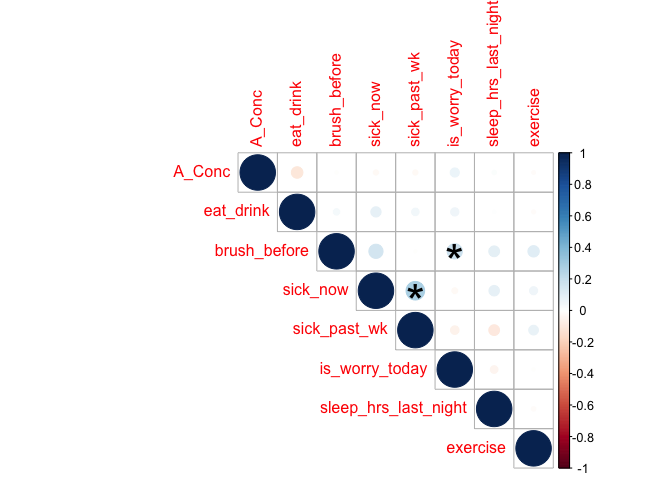 A_Conc
eat_drink
brush_before
sick_now
sick_past_wk
is_worry_today
sleep_hrs_last_night
exercise
A_Conc
eat_drink
brush_before
*
sick_now
*
sick_past_wk
is_worry_today
sleep_hrs_last_night
exercise
1
0.8
0.6
0.4
0.2
0
-0.2
-0.4
-0.6
-0.8
-1